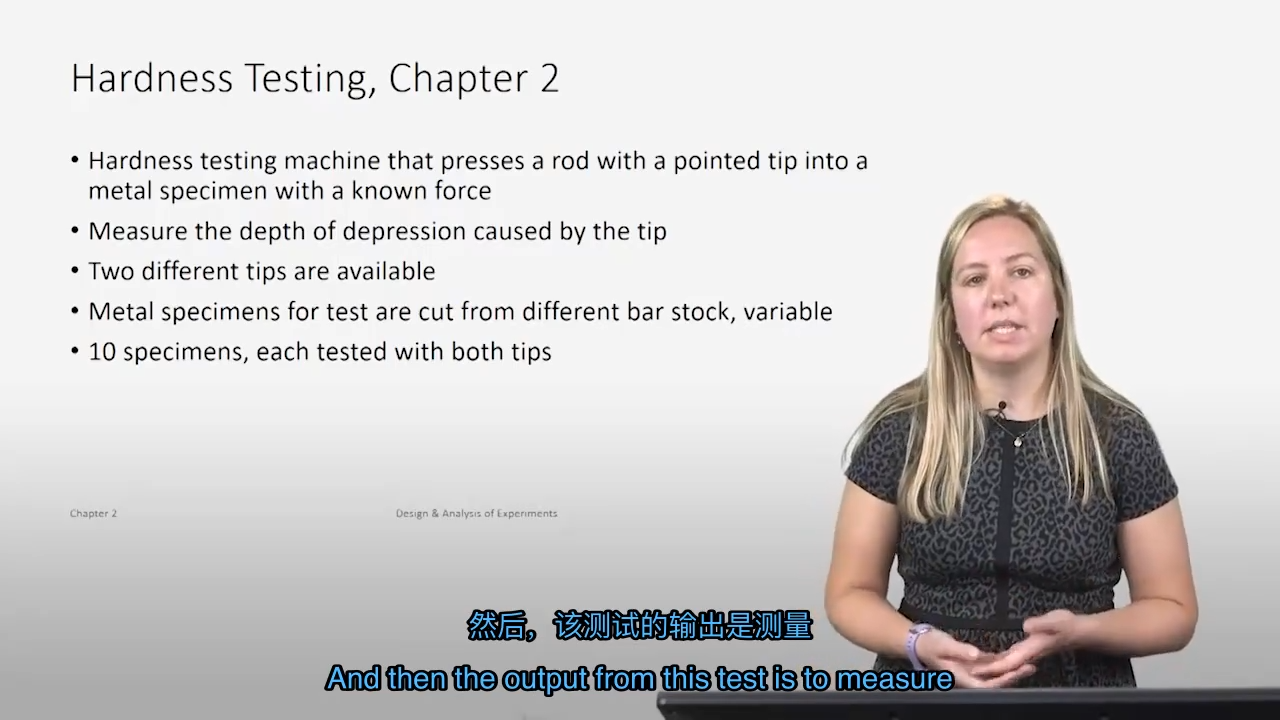 Hardness Testing, Chapter 2
• Hardness testing machine that presses a rod with a pointed tip into a
metal specimen with a known force
• Measure the depth of depression caused by the tip
• Two different tips are available
• Metal specimens for test are cut from different bar stock, variable
• 10 specimens, each tested with both tips
Chapter 2
Design & Analysis of Experiments
然后，该测试的输出是测量
And then the output from this test is to measure